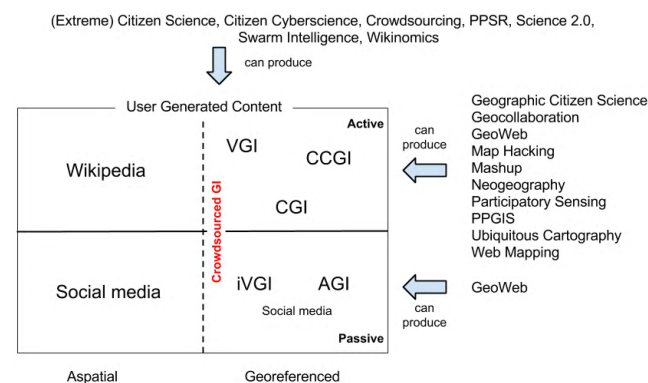 (Extreme) Citizen Science, Citizen Cyberscience, Crowdsourcing, PPSR, Science 2.0,
Swarm Intelligence, Wikinomics
can produce
User Generated Content
Active
Wikipedia
VGI
CCGI
CGI
Crowdsourced GI
Social media
iVGI
AGI
Social media
Passive
Aspatial
Georeferenced
can
produce
Geographic Citizen Science
Geocollaboration
GeoWeb
Map Hacking
Mashup
Neogeography
Participatory Sensing
PPGIS
Ubiquitous Cartography
Web Mapping
GeoWeb
can
produce